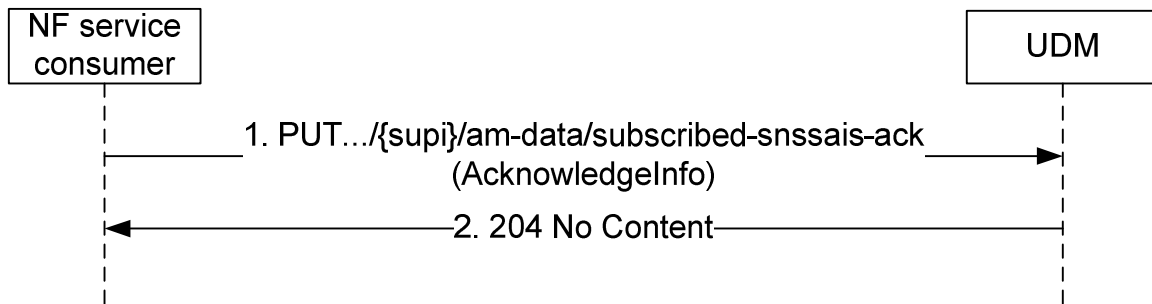 NF service
consumer
UDM
1. PUT.../{supi}/am-data/subscribed-snssais-ack
(AcknowledgeInfo)
2. 204 No Content